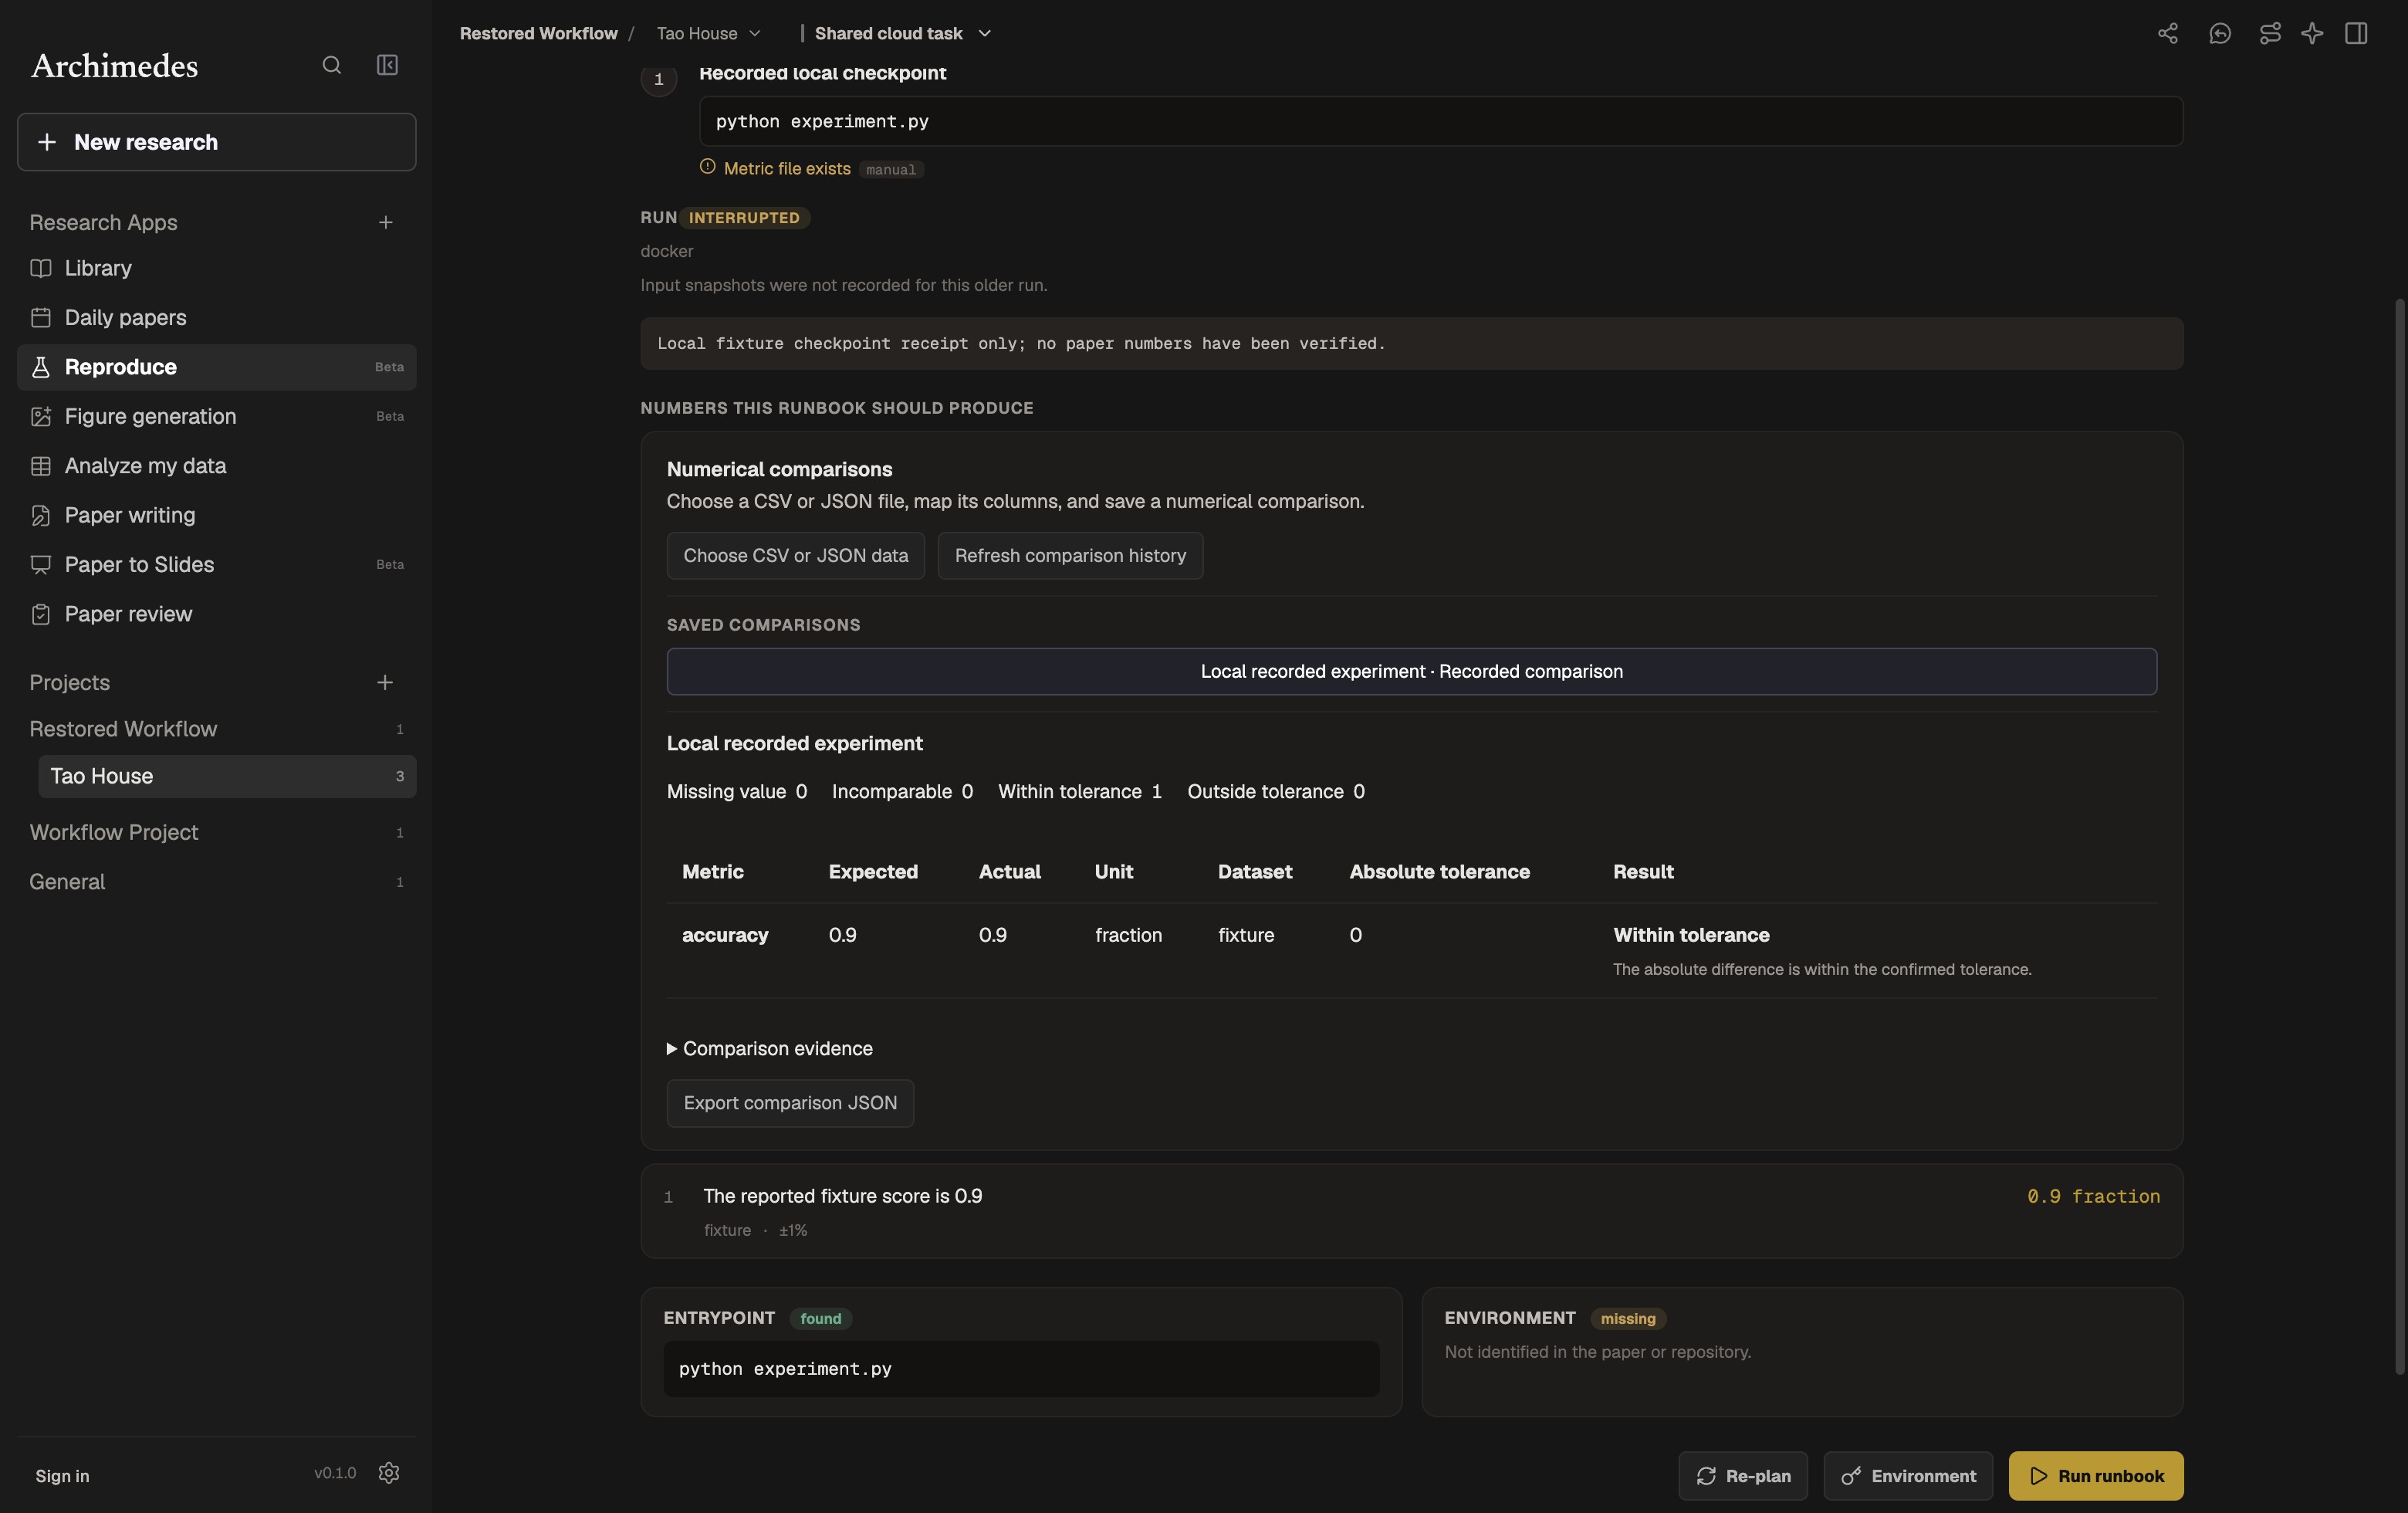 Archimedes
New research
Research Apps
Library
Daily papers
Reproduce Beta
Figure generation Beta
Analyze my data
Paper writing
Paper to Slides Beta
Paper review
Projects
Restored Workflow 1
Tao House 3
Workflow Project 1
General 1
Sign in v0.1.0
Restored Workflow / Tao House | Shared cloud task
1 Recorded local checkpoint
python experiment.py
Metric file exists manual
RUN INTERRUPTED
docker
Input snapshots were not recorded for this older run.
Local fixture checkpoint receipt only; no paper numbers have been verified.
NUMBERS THIS RUNBOOK SHOULD PRODUCE
Numerical comparisons
Choose a CSV or JSON file, map its columns, and save a numerical comparison.
Choose CSV or JSON data Refresh comparison history
SAVED COMPARISONS
Local recorded experiment · Recorded comparison
Local recorded experiment
Missing value 0 Incomparable 0 Within tolerance 1 Outside tolerance 0
Metric Expected Actual Unit Dataset Absolute tolerance Result
accuracy 0.9 0.9 fraction fixture 0 Within tolerance
The absolute difference is within the confirmed tolerance.
Comparison evidence
Export comparison JSON
1 The reported fixture score is 0.9 0.9 fraction
fixture · ±1%
ENTRYPOINT found
python experiment.py
ENVIRONMENT missing
Not identified in the paper or repository.
Re-plan Environment Run runbook